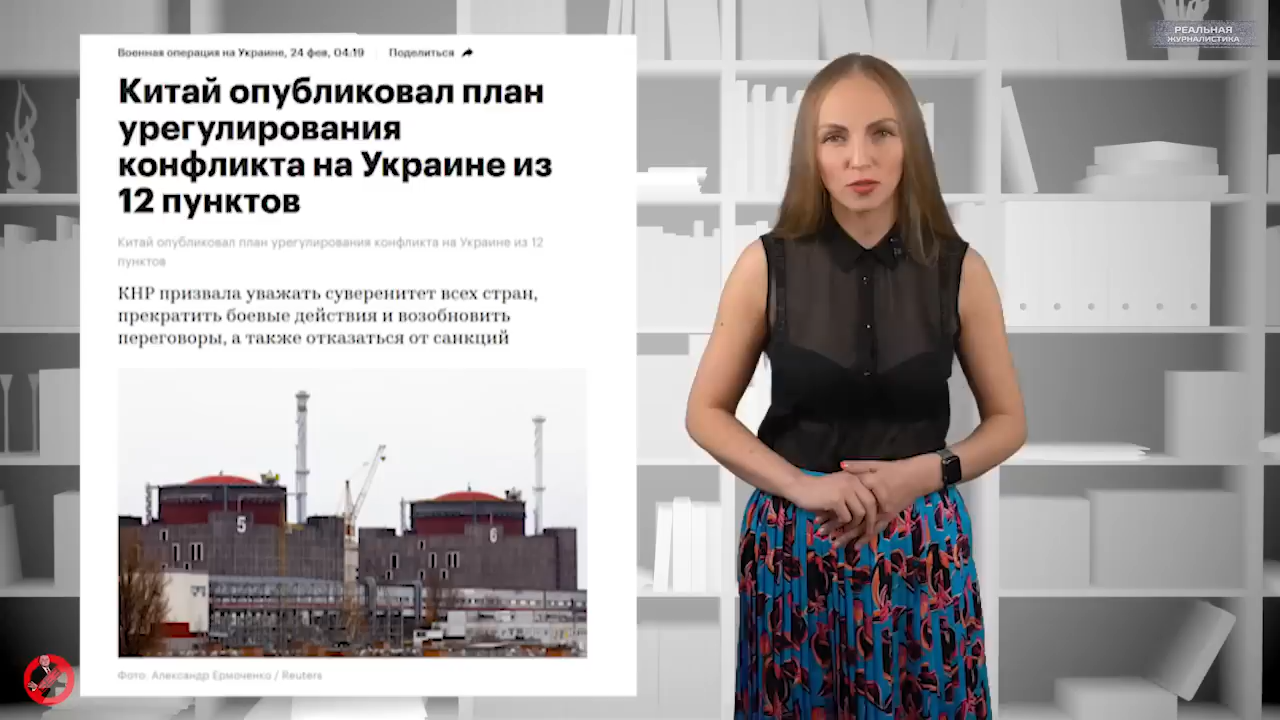 Военная операция на Украине, 24 фев, 04:19 Поделиться
Китай опубликовал план
урегулирования
конфликта на Украине из
12 пунктов
Китай опубликовал план урегулирования конфликта на Украине из 12
пунктов
КНР призвала уважать суверенитет всех стран,
прекратить боевые действия и возобновить
переговоры, а также отказаться от санкций
5
6
Фото: Александр Ермоченко / Reuters
РЕАЛЬНАЯ
ЖУРНАЛИСТИКА